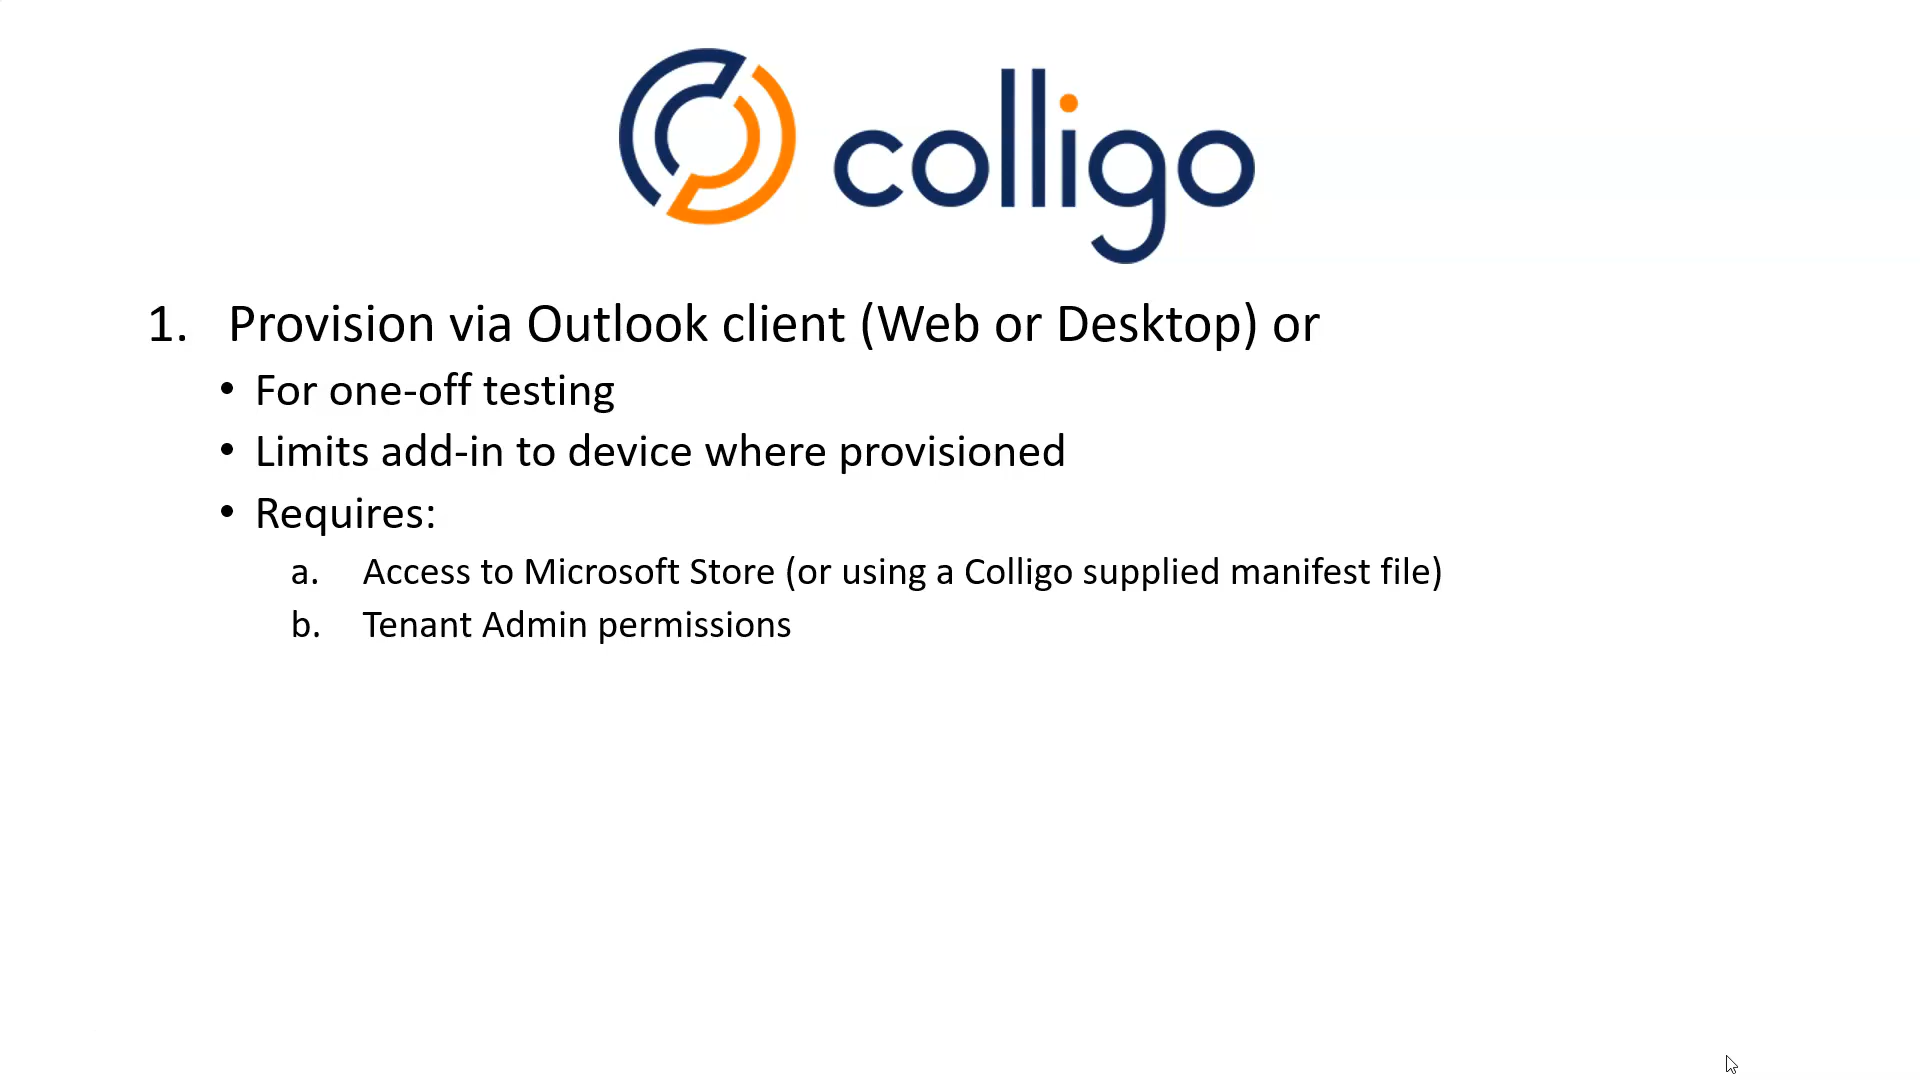 colligo
1. Provision via Outlook client (Web or Desktop) or
• For one-off testing
• Limits add-in to device where provisioned
• Requires:
a. Access to Microsoft Store (or using a Colligo supplied manifest file)
b. Tenant Admin permissions